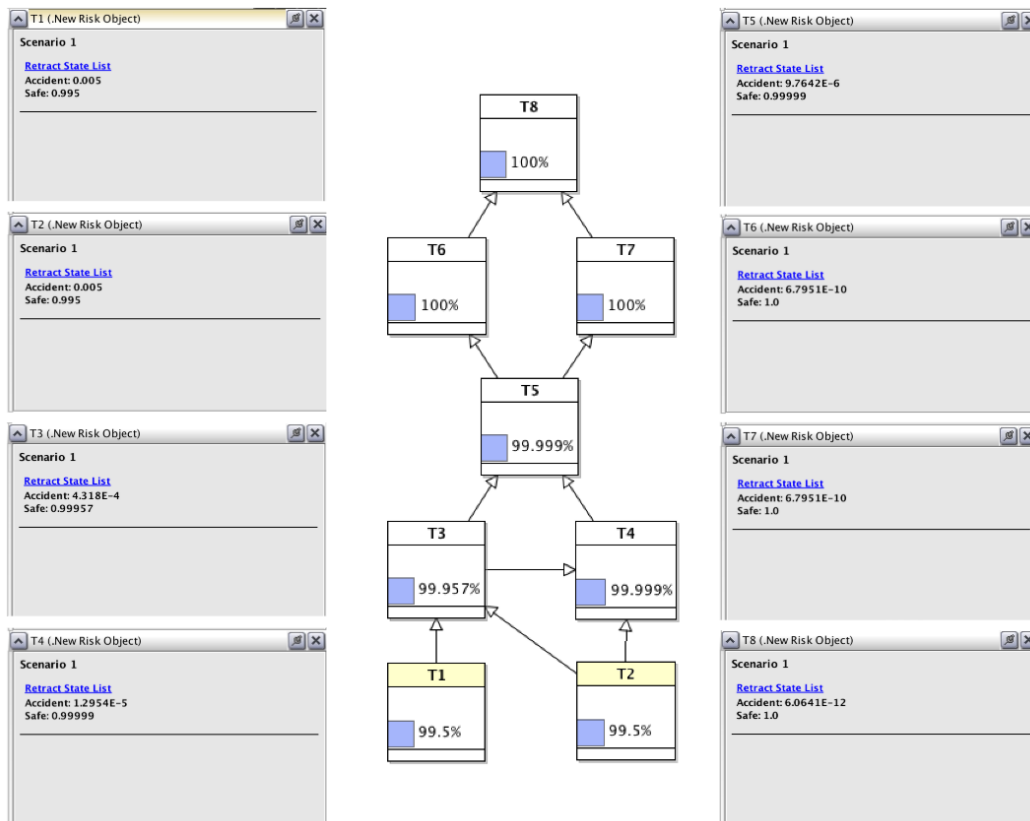 T1 (.New Risk Object)
Scenario 1
Retract State List
Accident: 0.005
Safe: 0.995
T2 (.New Risk Object)
Scenario 1
Retract State List
Accident: 0.005
Safe: 0.995
T3 (.New Risk Object)
Scenario 1
Retract State List
Accident: 4.318E-4
Safe: 0.99957
T4 (.New Risk Object)
Scenario 1
Retract State List
Accident: 1.2954E-5
Safe: 0.99999
T8
100%
T6
100%
T7
100%
T5
99.999%
T3
99.957%
T4
99.999%
T1
99.5%
T2
99.5%
T5 (.New Risk Object)
Scenario 1
Retract State List
Accident: 9.7642E-6
Safe: 0.99999
T6 (.New Risk Object)
Scenario 1
Retract State List
Accident: 6.7951E-10
Safe: 1.0
T7 (.New Risk Object)
Scenario 1
Retract State List
Accident: 6.7951E-10
Safe: 1.0
T8 (.New Risk Object)
Scenario 1
Retract State List
Accident: 6.0641E-12
Safe: 1.0